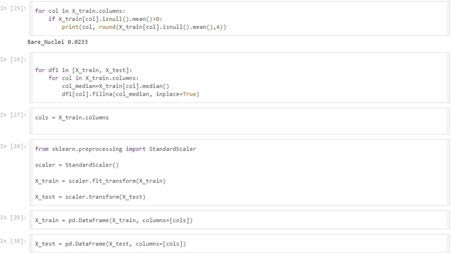 In [25]:
for col in X_train.columns:
if X_train[col].isnull().mean()>0:
print(col, round(X_train[col].isnull().mean(),4))
Bare_Nuclei 0.0233
In [26]:
for df1 in [X_train, X_test]:
for col in X_train.columns:
col_median=X_train[col].median()
df1[col].fillna(col_median, inplace=True)
In [27]:
cols = X_train.columns
In [28]:
from sklearn.preprocessing import StandardScaler
scaler = StandardScaler()
X_train = scaler.fit_transform(X_train)
X_test = scaler.transform(X_test)
In [29]:
X_train = pd.DataFrame(X_train, columns=[cols])
In [30]:
X_test = pd.DataFrame(X_test, columns=[cols])